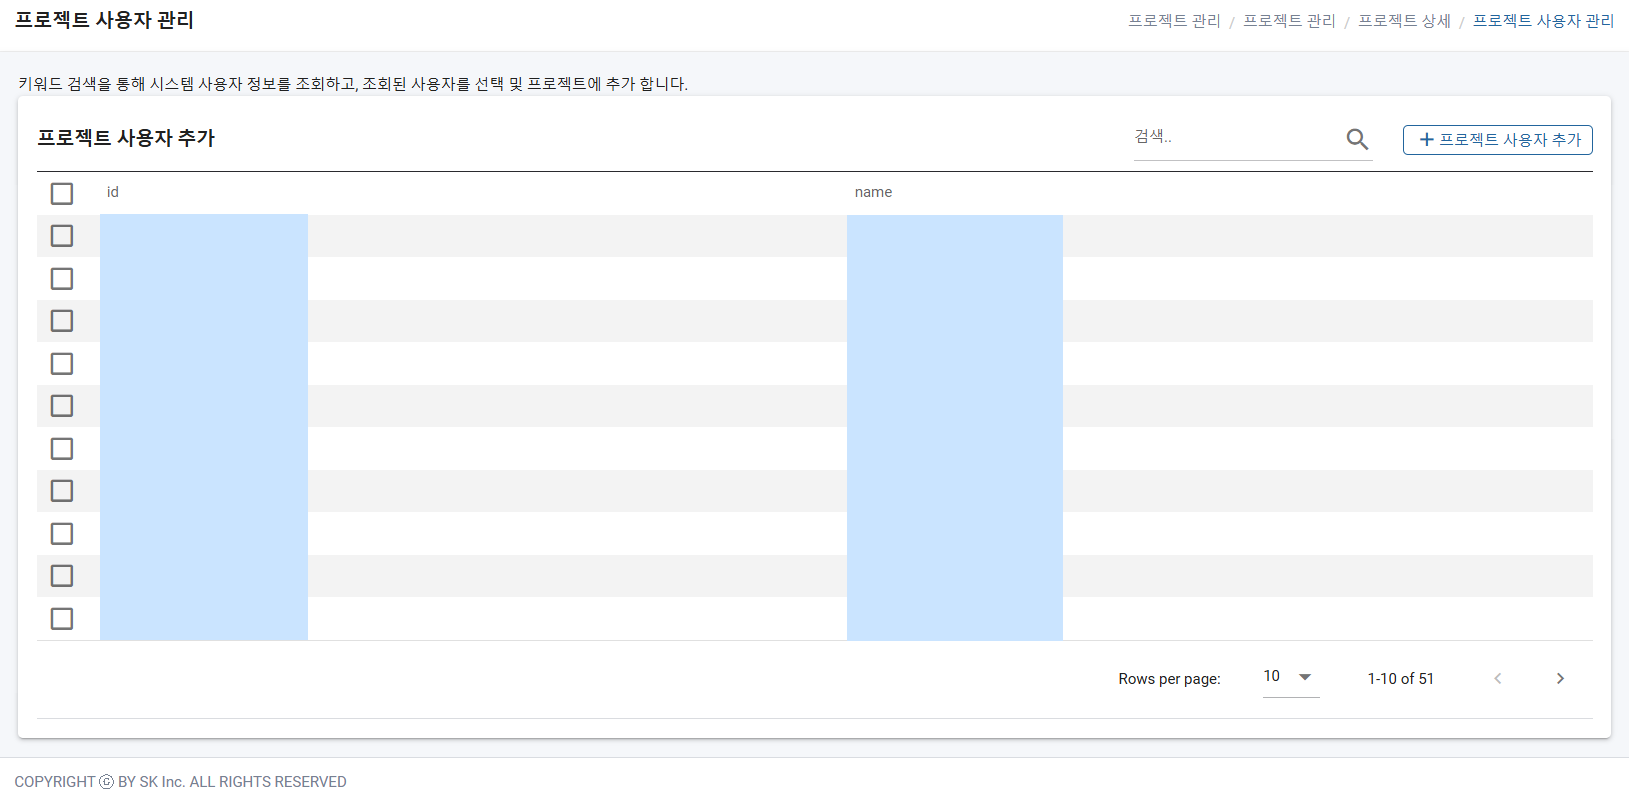 프로젝트 사용자 관리
프로젝트 관리 / 프로젝트 관리 / 프로젝트 상세 / 프로젝트 사용자 관리
키워드 검색을 통해 시스템 사용자 정보를 조회하고, 조회된 사용자를 선택 및 프로젝트에 추가 합니다.
프로젝트 사용자 추가
검색..
+ 프로젝트 사용자 추가
id name
Rows per page: 10 1-10 of 51
COPYRIGHT ⓒ BY SK Inc. ALL RIGHTS RESERVED